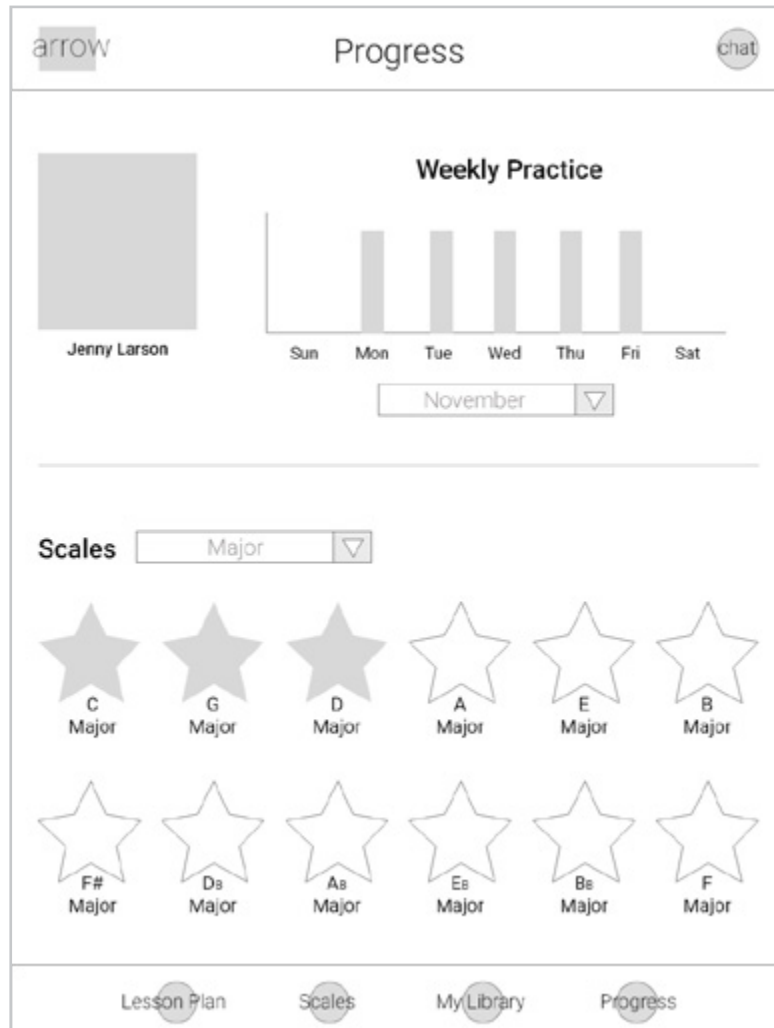 arrow
Progress
chat
Weekly Practice
Jenny Larson
Sun Mon Tue Wed Thu Fri Sat
November
Scales
Major
C G D A E B
Major Major Major Major Major Major
F# DB AB EB BB F
Major Major Major Major Major Major
Lesson Plan Scales My Library Progress